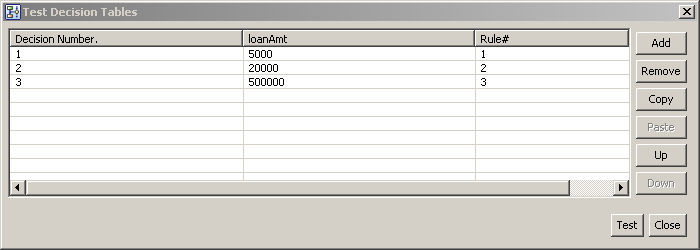 Test Decision Tables
Decision Number. loanAmt Rule#
1 5000 1
2 20000 2
3 500000 3
Add
Remove
Copy
Paste
Up
Down
Test Close